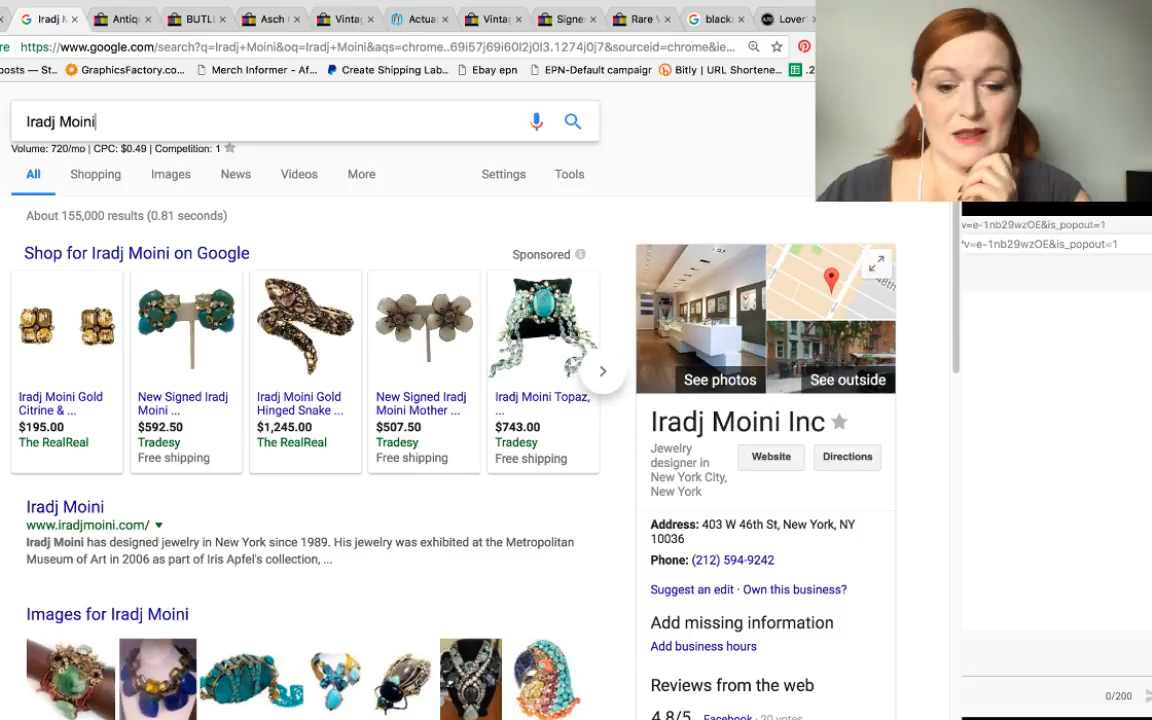 Iradj M × Antiq × BUTL × Asch × Vinta × Actua × Vinta × Signe × Rare × black × Lover'
re https://www.google.com/search?q=Iradj+Moini&oq=Iradj+Moini&aqs=chrome..69i57j69i60l2j0l3.1274j0j7&sourceid=chrome&ie...
posts — St.. GraphicsFactory.co... Merch Informer - Af... Create Shipping Lab.. Ebay epn EPN-Default campaigr Bitly | URL Shortene... .2
Iradj Moini
Volume: 720/mo | CPC: $0.49 | Competition: 1
All Shopping Images News Videos More Settings Tools
About 155,000 results (0.81 seconds)
Shop for Iradj Moini on Google Sponsored
Iradj Moini Gold
Citrine & ...
$195.00
The RealReal
New Signed Iradj
Moini ...
$592.50
Tradesy
Free shipping
Iradj Moini Gold
Hinged Snake ...
$1,245.00
The RealReal
New Signed Iradj
Moini Mother ...
$507.50
Tradesy
Free shipping
Iradj Moini Topaz,
...
$743.00
Tradesy
Free shipping
Iradj Moini
www.iradjmoini.com/
Iradj Moini has designed jewelry in New York since 1989. His jewelry was exhibited at the Metropolitan
Museum of Art in 2006 as part of Iris Apfel's collection, ...
Images for Iradj Moini
48th
See photos See outside
Iradj Moini Inc
Jewelry
designer in
New York City,
New York
Website Directions
Address: 403 W 46th St, New York, NY
10036
Phone: (212) 594-9242
Suggest an edit · Own this business?
Add missing information
Add business hours
Reviews from the web
4.8/5 Facebook · 20 votes
v=e-1nb29wzOE&is_popout=1
v=e-1nb29wzOE&is_popout=1
0/200